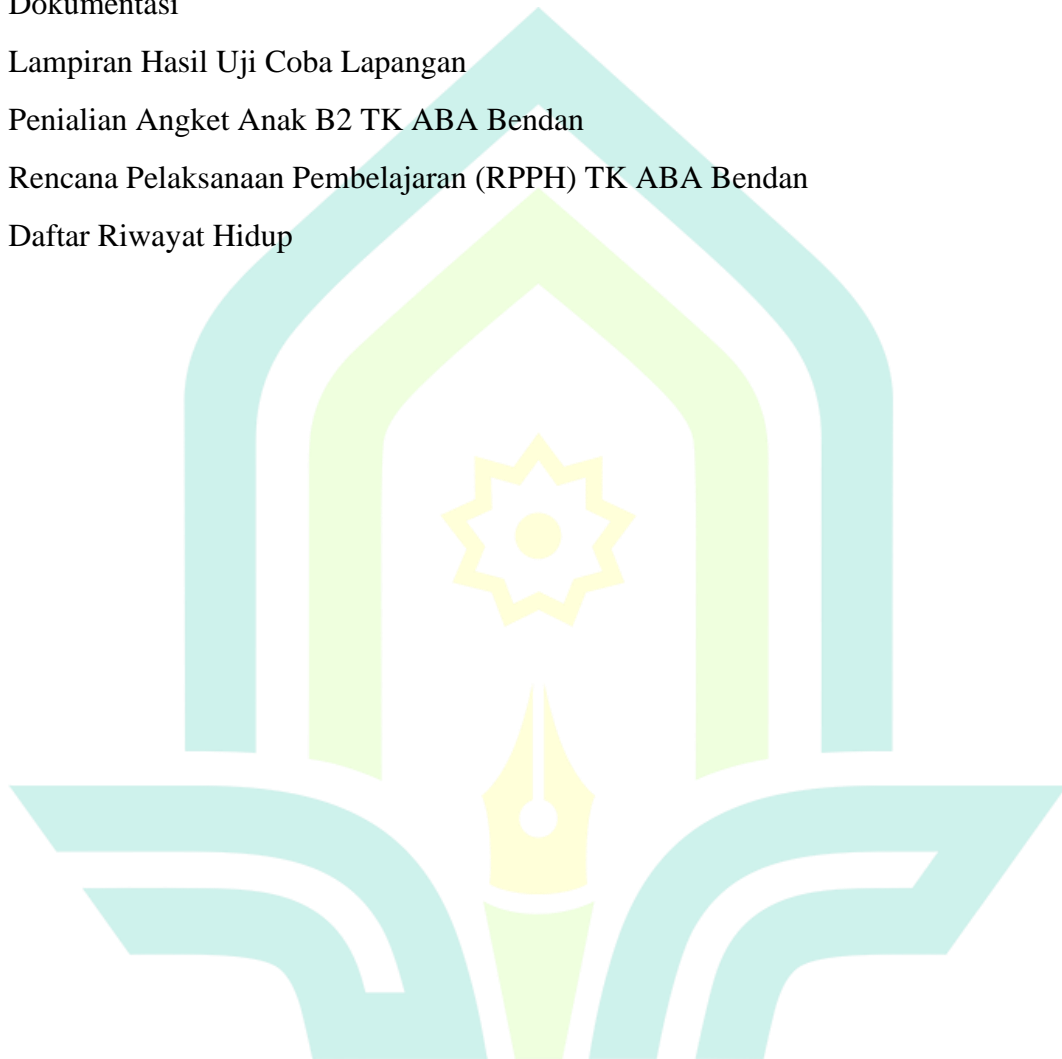 Dokumentasi
Lampiran Hasil Uji Coba Lapangan
Penialian Angket Anak B2 TK ABA Bendan
Rencana Pelaksanaan Pembelajaran (RPPH) TK ABA Bendan
Daftar Riwayat Hidup